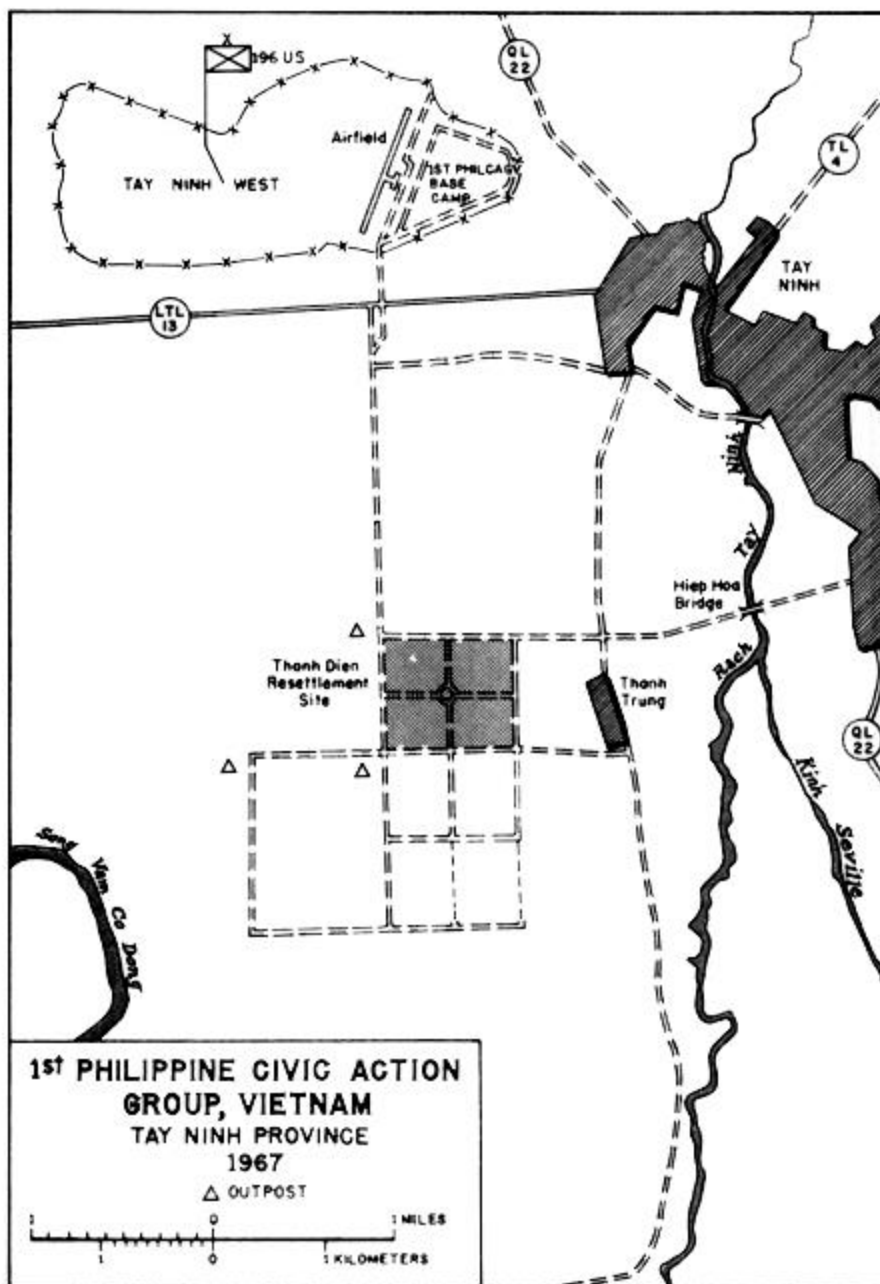 196 US
QL
22
Airfield
TL
4
1ST PHILCAGV
BASE
CAMP
TAY NINH WEST
TAY
NINH
LTL
13
Ninh
Tay
Hiep Hoa
Bridge
Rach
Thanh Dien
Resettlement
Site
Thanh
Trung
QL
22
Kinh
Seville
Song Vam Co Dong
1st PHILIPPINE CIVIC ACTION
GROUP, VIETNAM
TAY NINH PROVINCE
1967
△ OUTPOST
1 0 1 MILES
1 0 1 KILOMETERS